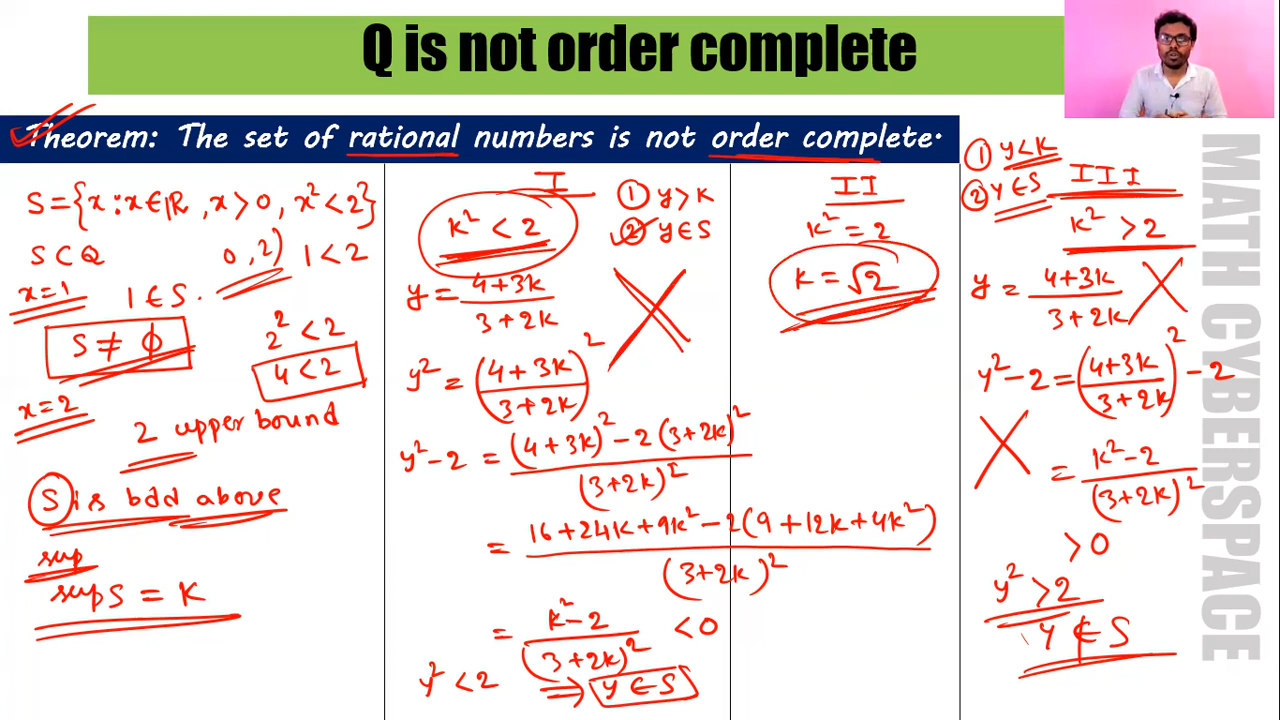 Q is not order complete
Theorem: The set of rational numbers is not order complete.
S = {x : x ∈ ℝ, x > 0, x² < 2}
S ⊂ Q
0, 2)
1 < 2
x = 1
1 ∈ S.
S ≠ ϕ
2² < 2
4 < 2
x = 2
2 upper bound
S is bdd above
sup
sup S = K
I
k² < 2
① y > K
② y ∈ S
y = (4+3k)/(3+2k)
y² = ((4+3k)/(3+2k))²
y² - 2 = ((4+3k)² - 2(3+2k)²)/(3+2k)²
= (16+24k+9k² - 2(9+12k+4k²))/(3+2k)²
= (k²-2)/(3+2k)² < 0
y² < 2 ⇒ y ∈ S
II
k² = 2
k = √2
① y < K
② y ∈ S
III
k² > 2
y = (4+3k)/(3+2k)
y² - 2 = ((4+3k)/(3+2k))² - 2
= (k²-2)/(3+2k)²
> 0
y² > 2
y ∉ S
MATH CYBERSPACE